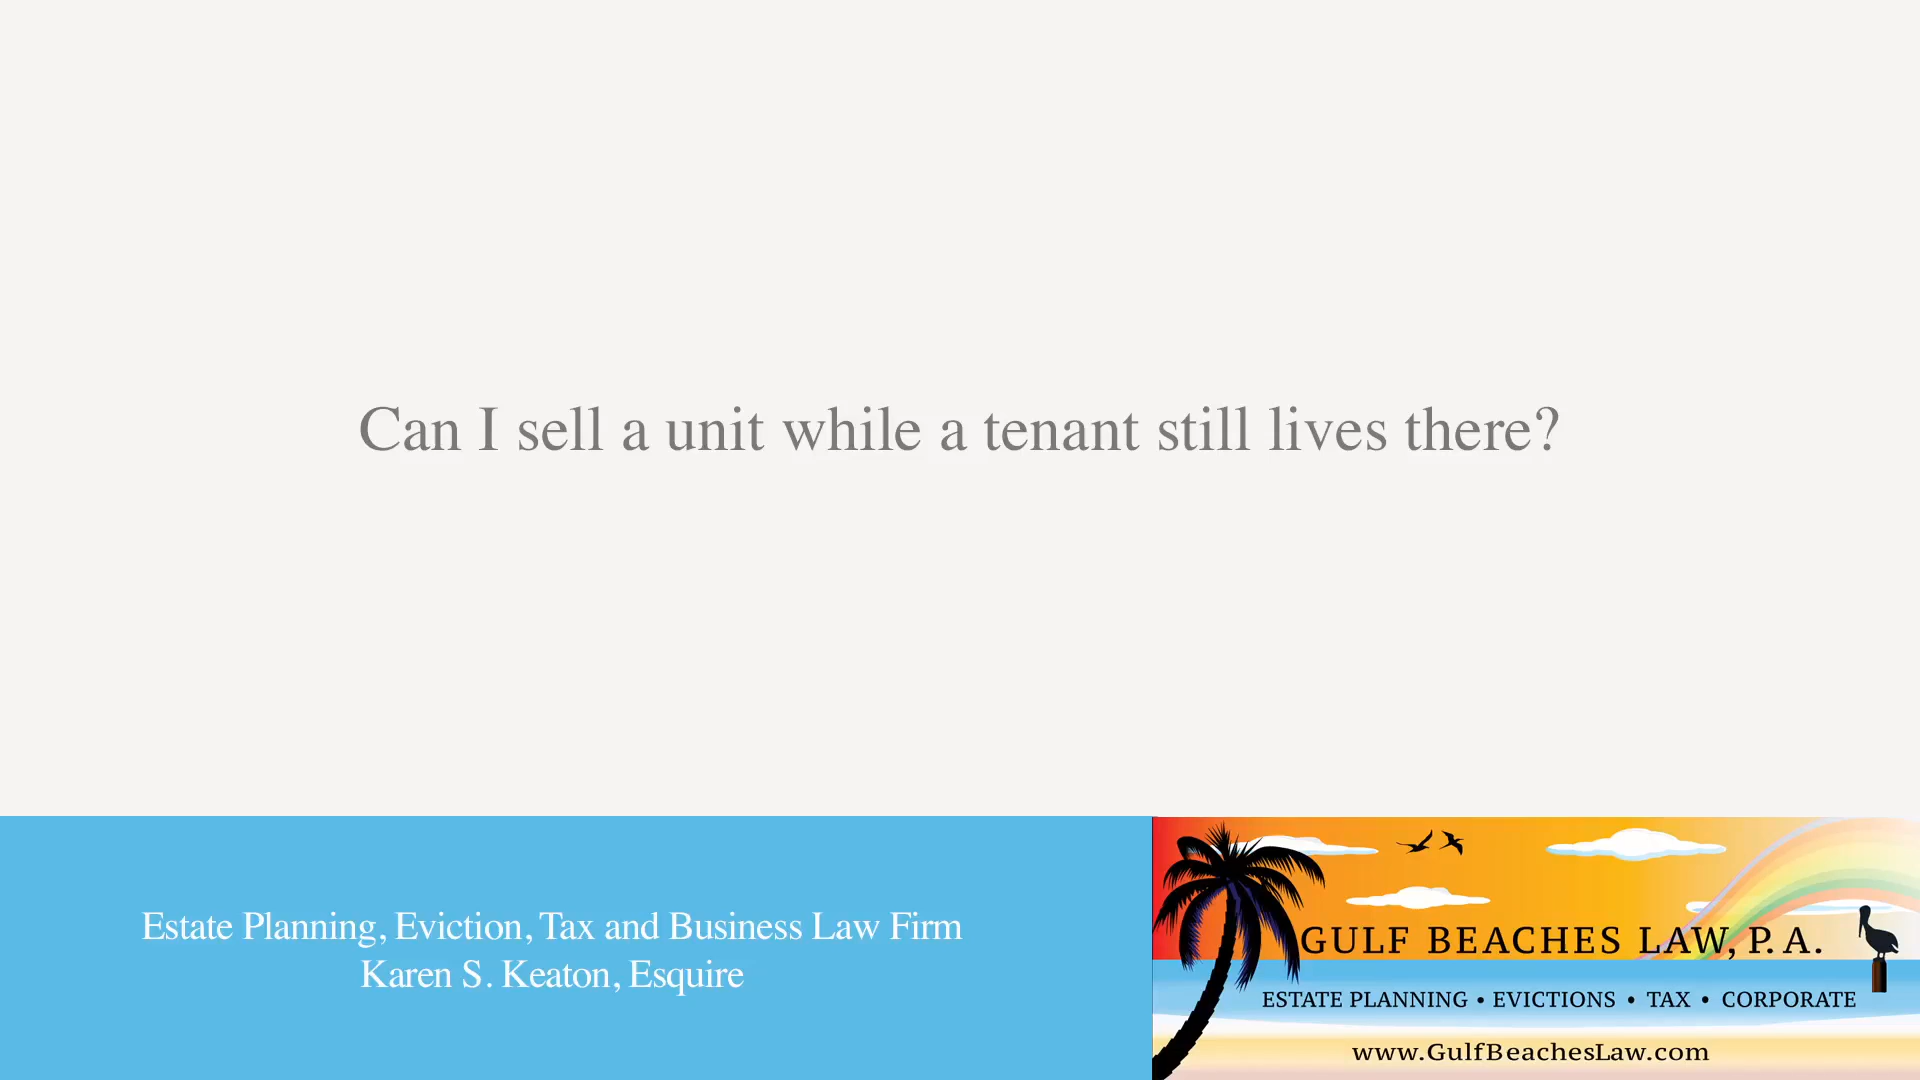 Can I sell a unit while a tenant still lives there?
Estate Planning, Eviction, Tax and Business Law Firm
Karen S. Keaton, Esquire
GULF BEACHES LAW, P.A.
ESTATE PLANNING • EVICTIONS • TAX • CORPORATE
www.GulfBeachesLaw.com